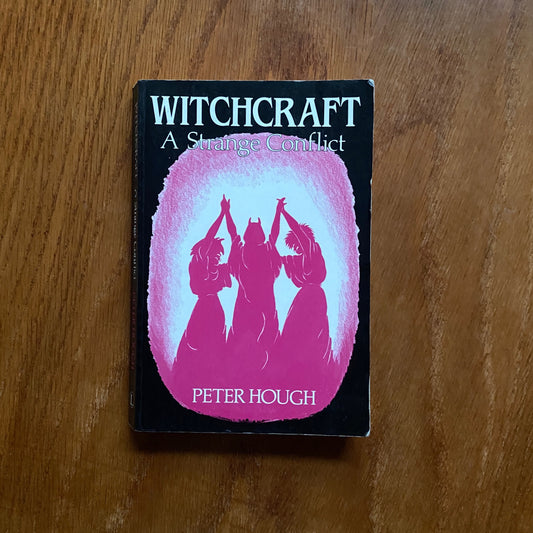 WITCHCRAFT
A Strange Conflict
PETER HOUGH